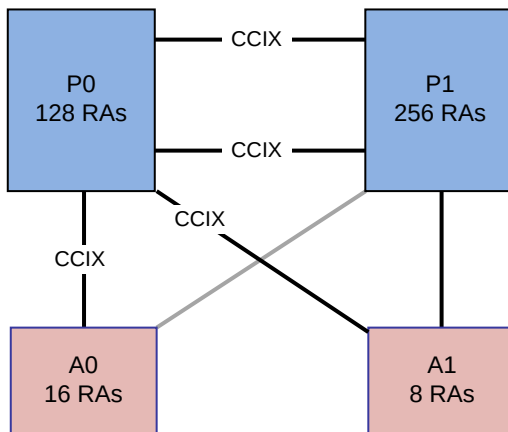 CCIX
P0
128 RAs
P1
256 RAs
CCIX
CCIX
CCIX
A0
16 RAs
A1
8 RAs